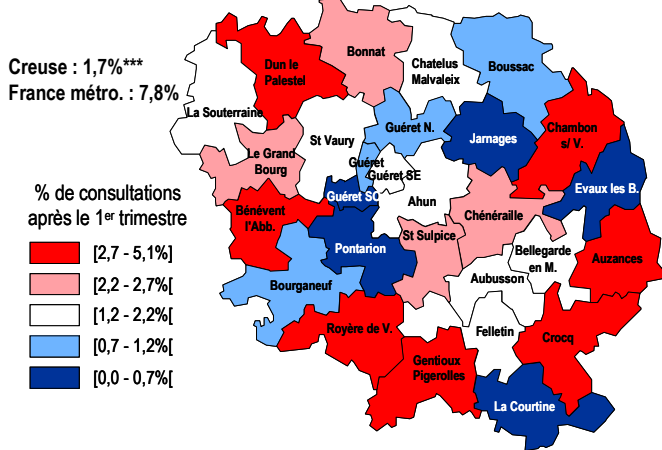 Creuse : 1,7%***
France métro. : 7,8%
% de consultations
après le 1er trimestre
[2,7 - 5,1%]
[2,2 - 2,7%[
[1,2 - 2,2%[
[0,7 - 1,2%[
[0,0 - 0,7%[
Bonnat
Dun le
Palestel
Chatelus
Malvaleix
Boussac
La Souterraine
St Vaury
Guéret N.
Jarnages
Chambon
s/ V.
Le Grand
Bourg
Guéret
Guéret SE
Guéret SO
Evaux les B.
Ahun
Bénévent
l'Abb.
Chénéraille
St Sulpice
Pontarion
Bellegarde
en M.
Auzances
Bourganeuf
Aubusson
Royère de V.
Felletin
Crocq
Gentioux
Pigerolles
La Courtine